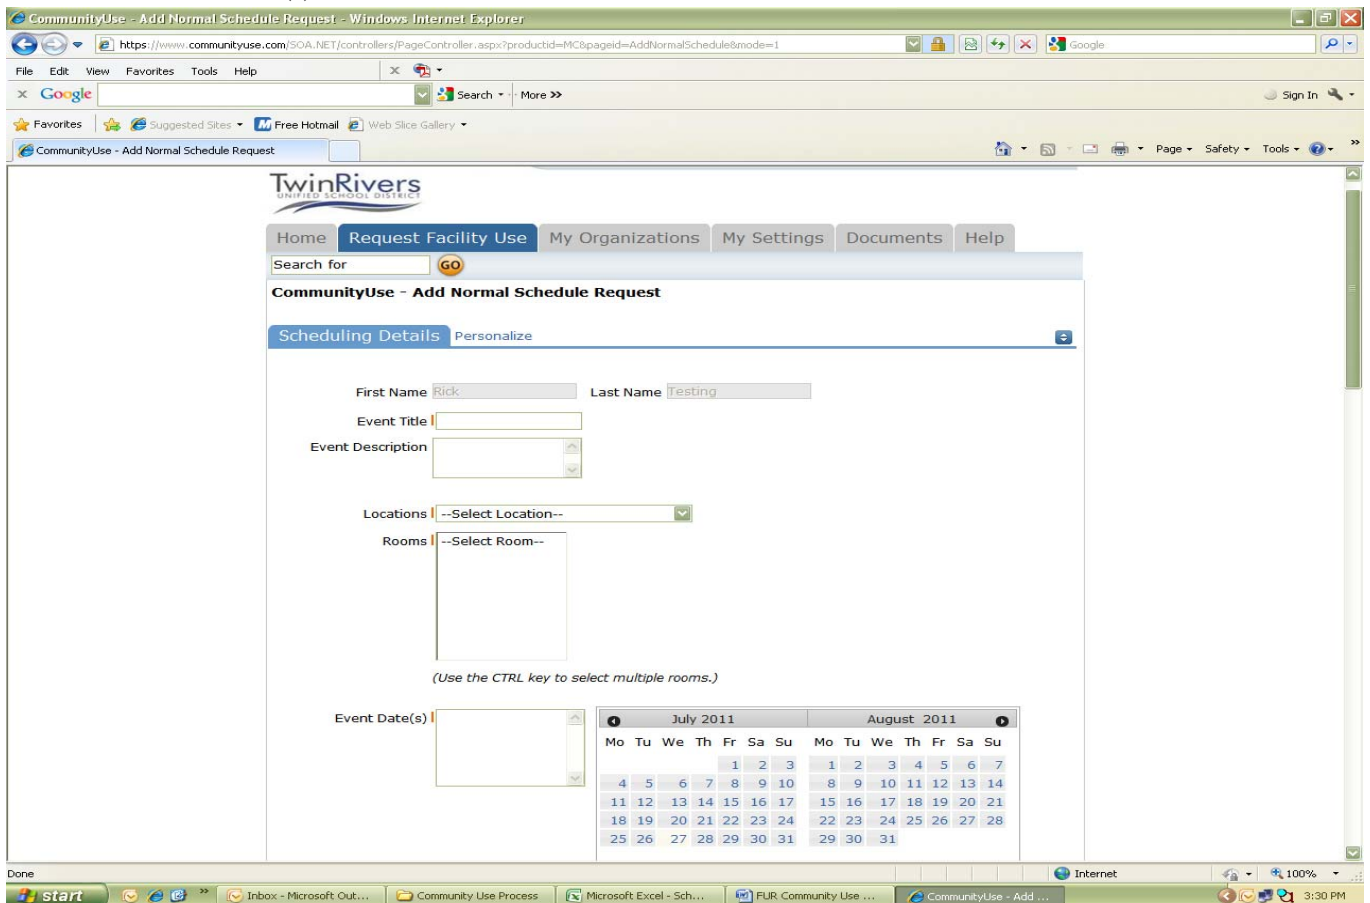 CommunityUse - Add Normal Schedule Request - Windows Internet Explorer
https://www.communityuse.com/SOA.NET/controllers/PageController.aspx?productid=MC&pageid=AddNormalSchedule&mode=1
Google
File Edit View Favorites Tools Help
x Google Search More >> Sign In
Favorites Suggested Sites Free Hotmail Web Slice Gallery
CommunityUse - Add Normal Schedule Request Page Safety Tools
TwinRivers
UNIFIED SCHOOL DISTRICT
Home Request Facility Use My Organizations My Settings Documents Help
Search for GO
CommunityUse - Add Normal Schedule Request
Scheduling Details Personalize
First Name Rick Last Name Testing
Event Title
Event Description
Locations --Select Location--
Rooms --Select Room--
(Use the CTRL key to select multiple rooms.)
Event Date(s) July 2011 August 2011
Mo Tu We Th Fr Sa Su Mo Tu We Th Fr Sa Su
1 2 3 1 2 3 4 5 6 7
4 5 6 7 8 9 10 8 9 10 11 12 13 14
11 12 13 14 15 16 17 15 16 17 18 19 20 21
18 19 20 21 22 23 24 22 23 24 25 26 27 28
25 26 27 28 29 30 31 29 30 31
Done Internet 100%
start Inbox - Microsoft Out... Community Use Process Microsoft Excel - Sch... FUR Community Use ... CommunityUse - Add ... 3:30 PM